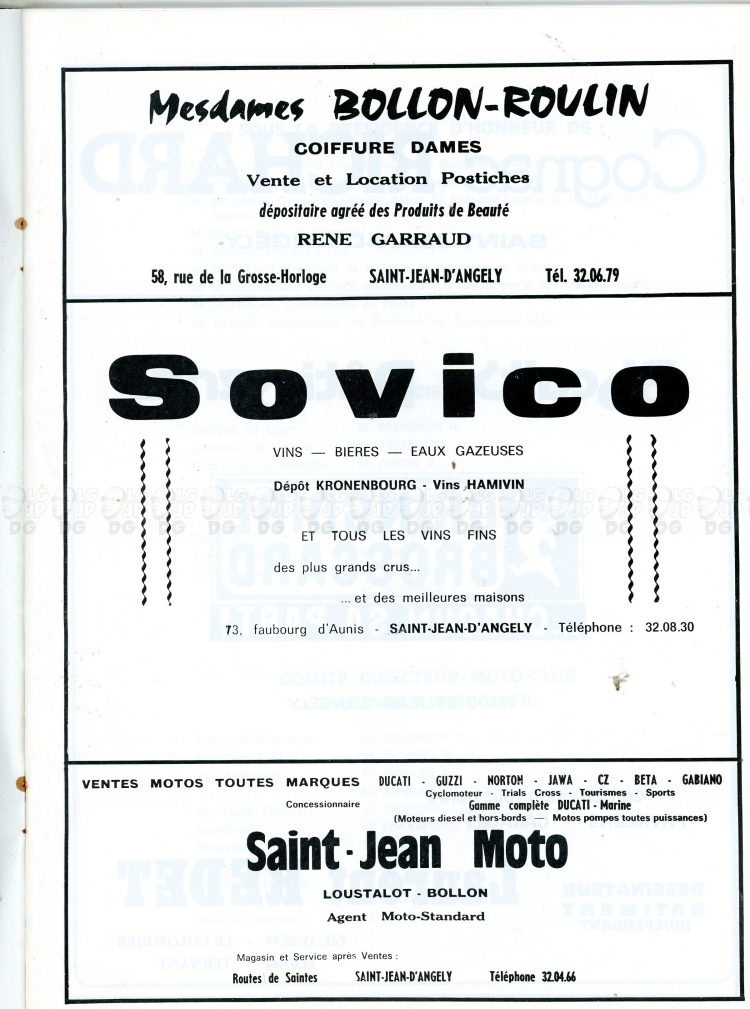 Mesdames BOLLON-ROULIN
COIFFURE DAMES
Vente et Location Postiches
dépositaire agréé des Produits de Beauté
RENE GARRAUD
58, rue de la Grosse-Horloge SAINT-JEAN-D'ANGELY Tél. 32.06.79
Sovico
VINS — BIERES — EAUX GAZEUSES
Dépôt KRONENBOURG - Vins HAMIVIN
ET TOUS LES VINS FINS
des plus grands crus...
... et des meilleures maisons
73, faubourg d'Aunis - SAINT-JEAN-D'ANGELY - Téléphone : 32.08.30
VENTES MOTOS TOUTES MARQUES DUCATI - GUZZI - NORTOM - JAWA - CZ - BETA - GABIANO
Cyclomoteur - Trials Cross - Tourismes - Sports
Concessionnaire Gamme complète DUCATI - Marine
(Moteurs diesel et hors-bords — Motos pompes toutes puissances)
Saint-Jean Moto
LOUSTALOT - BOLLON
Agent Moto-Standard
Magasin et Service après Ventes :
Routes de Saintes SAINT-JEAN-D'ANGELY Téléphone 32.04.66